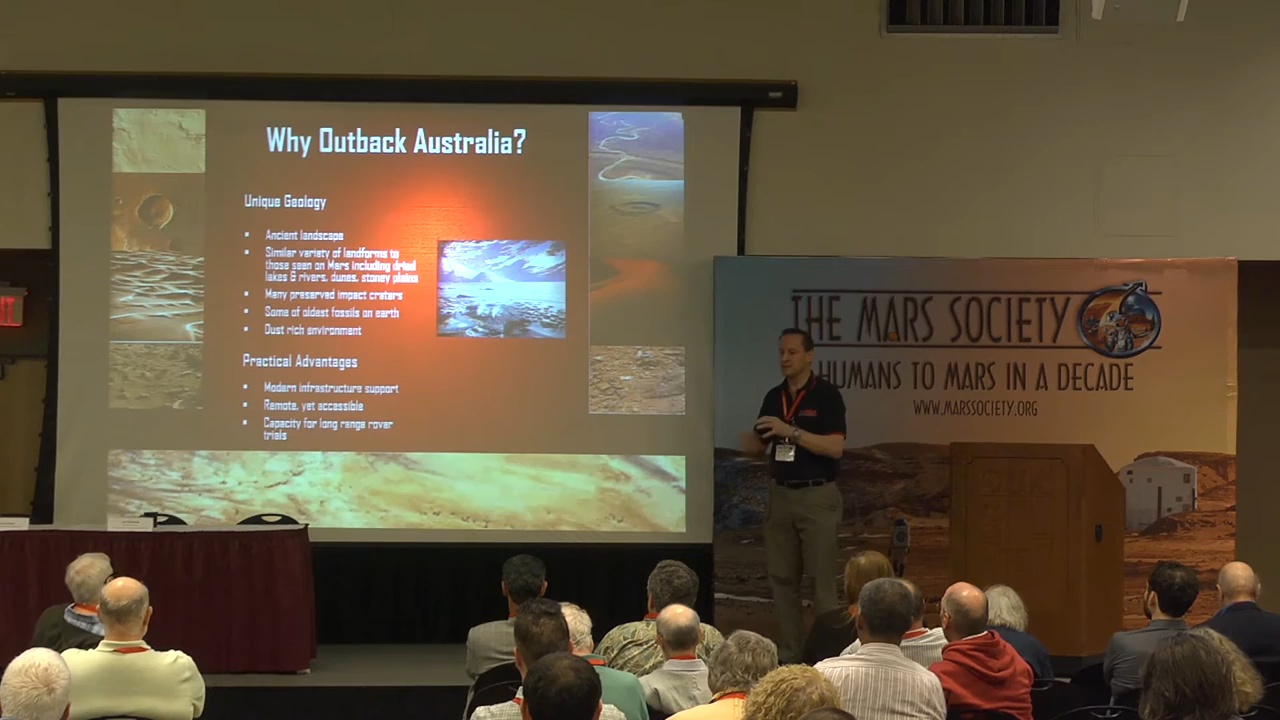 Why Outback Australia?
Unique Geology
▪ Ancient landscape
▪ Similar variety of landforms to
those seen on Mars including dried
lakes & rivers, dunes, stoney plains
▪ Many preserved impact craters
▪ Some of oldest fossils on earth
▪ Dust rich environment
Practical Advantages
▪ Modern infrastructure support
▪ Remote, yet accessible
▪ Capacity for long range rover
trials
THE MARS SOCIETY
HUMANS TO MARS IN A DECADE
WWW.MARSSOCIETY.ORG